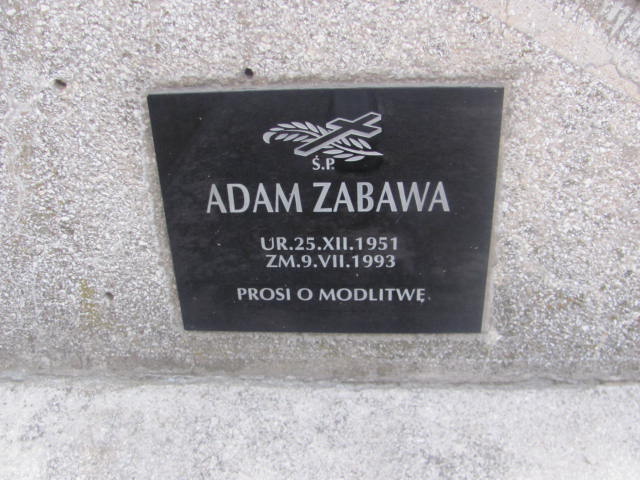 Ś.P.
ADAM ZABAWA
UR.25.XII.1951
ZM.9.VII.1993
PROSI O MODLITWĘ